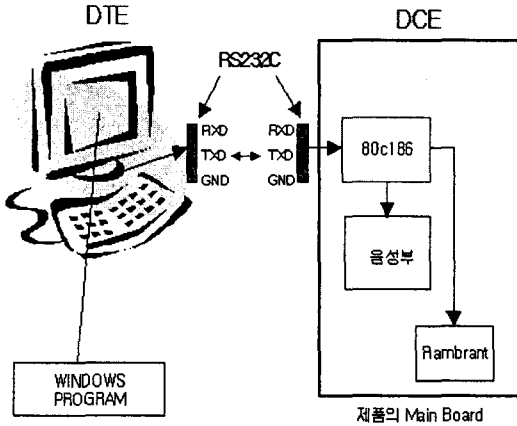 DTE
DCE
RS232C
RXD
TXD
GND
RXD
TXD
GND
80c186
음성부
Rambrant
WINDOWS
PROGRAM
제품의 Main Board